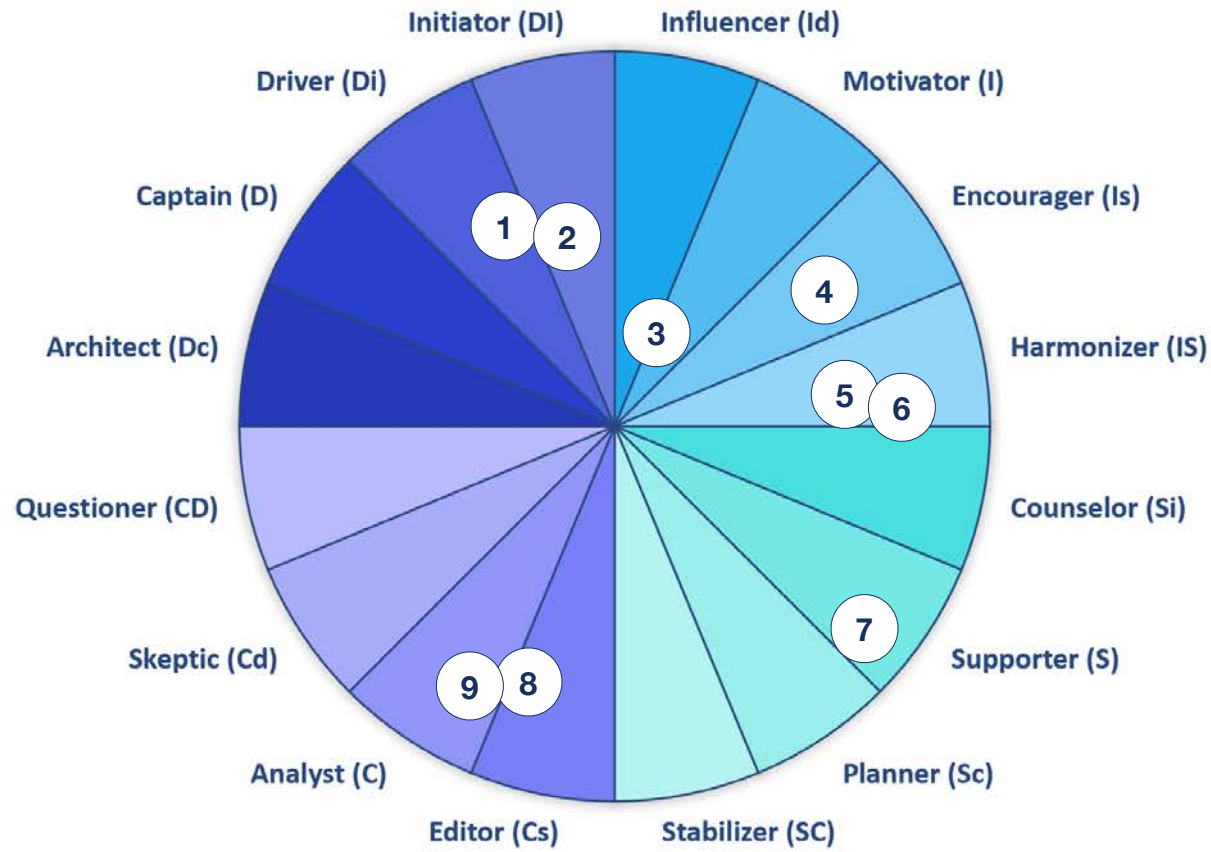 Initiator (DI)
Influencer (Id)
Driver (Di)
Motivator (I)
Captain (D)
Encourager (Is)
1
2
4
3
Architect (Dc)
Harmonizer (IS)
5
6
Questioner (CD)
Counselor (Si)
7
Skeptic (Cd)
Supporter (S)
9
8
Analyst (C)
Planner (Sc)
Editor (Cs)
Stabilizer (SC)